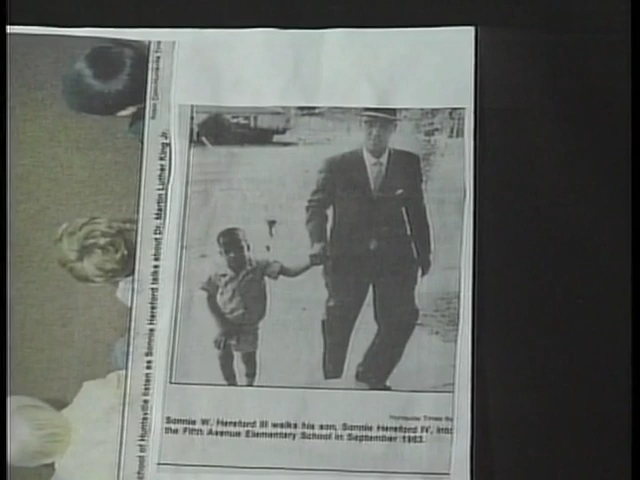 Huntsville Times
Sonnie W. Hereford III walks his son, Sonnie Hereford IV, into
the Fifth Avenue Elementary School in September 1963.
chool of Huntsville listen as Sonnie Hereford talks about Dr. Martin Luther King Jr.